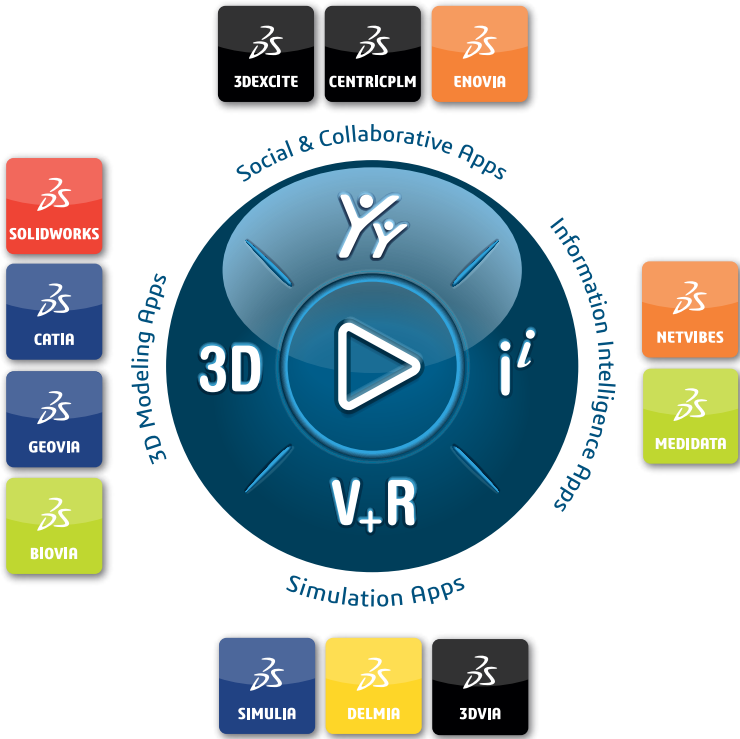 3DEXCITE
CENTRICPLM
ENOVIA
Social & Collaborative Apps
SOLIDWORKS
CATIA
GEOVIA
BIOVIA
3D Modeling Apps
3D
i i
V+R
Information Intelligence Apps
NETVIBES
MEDIDATA
Simulation Apps
SIMULIA
DELMIA
3DVIA